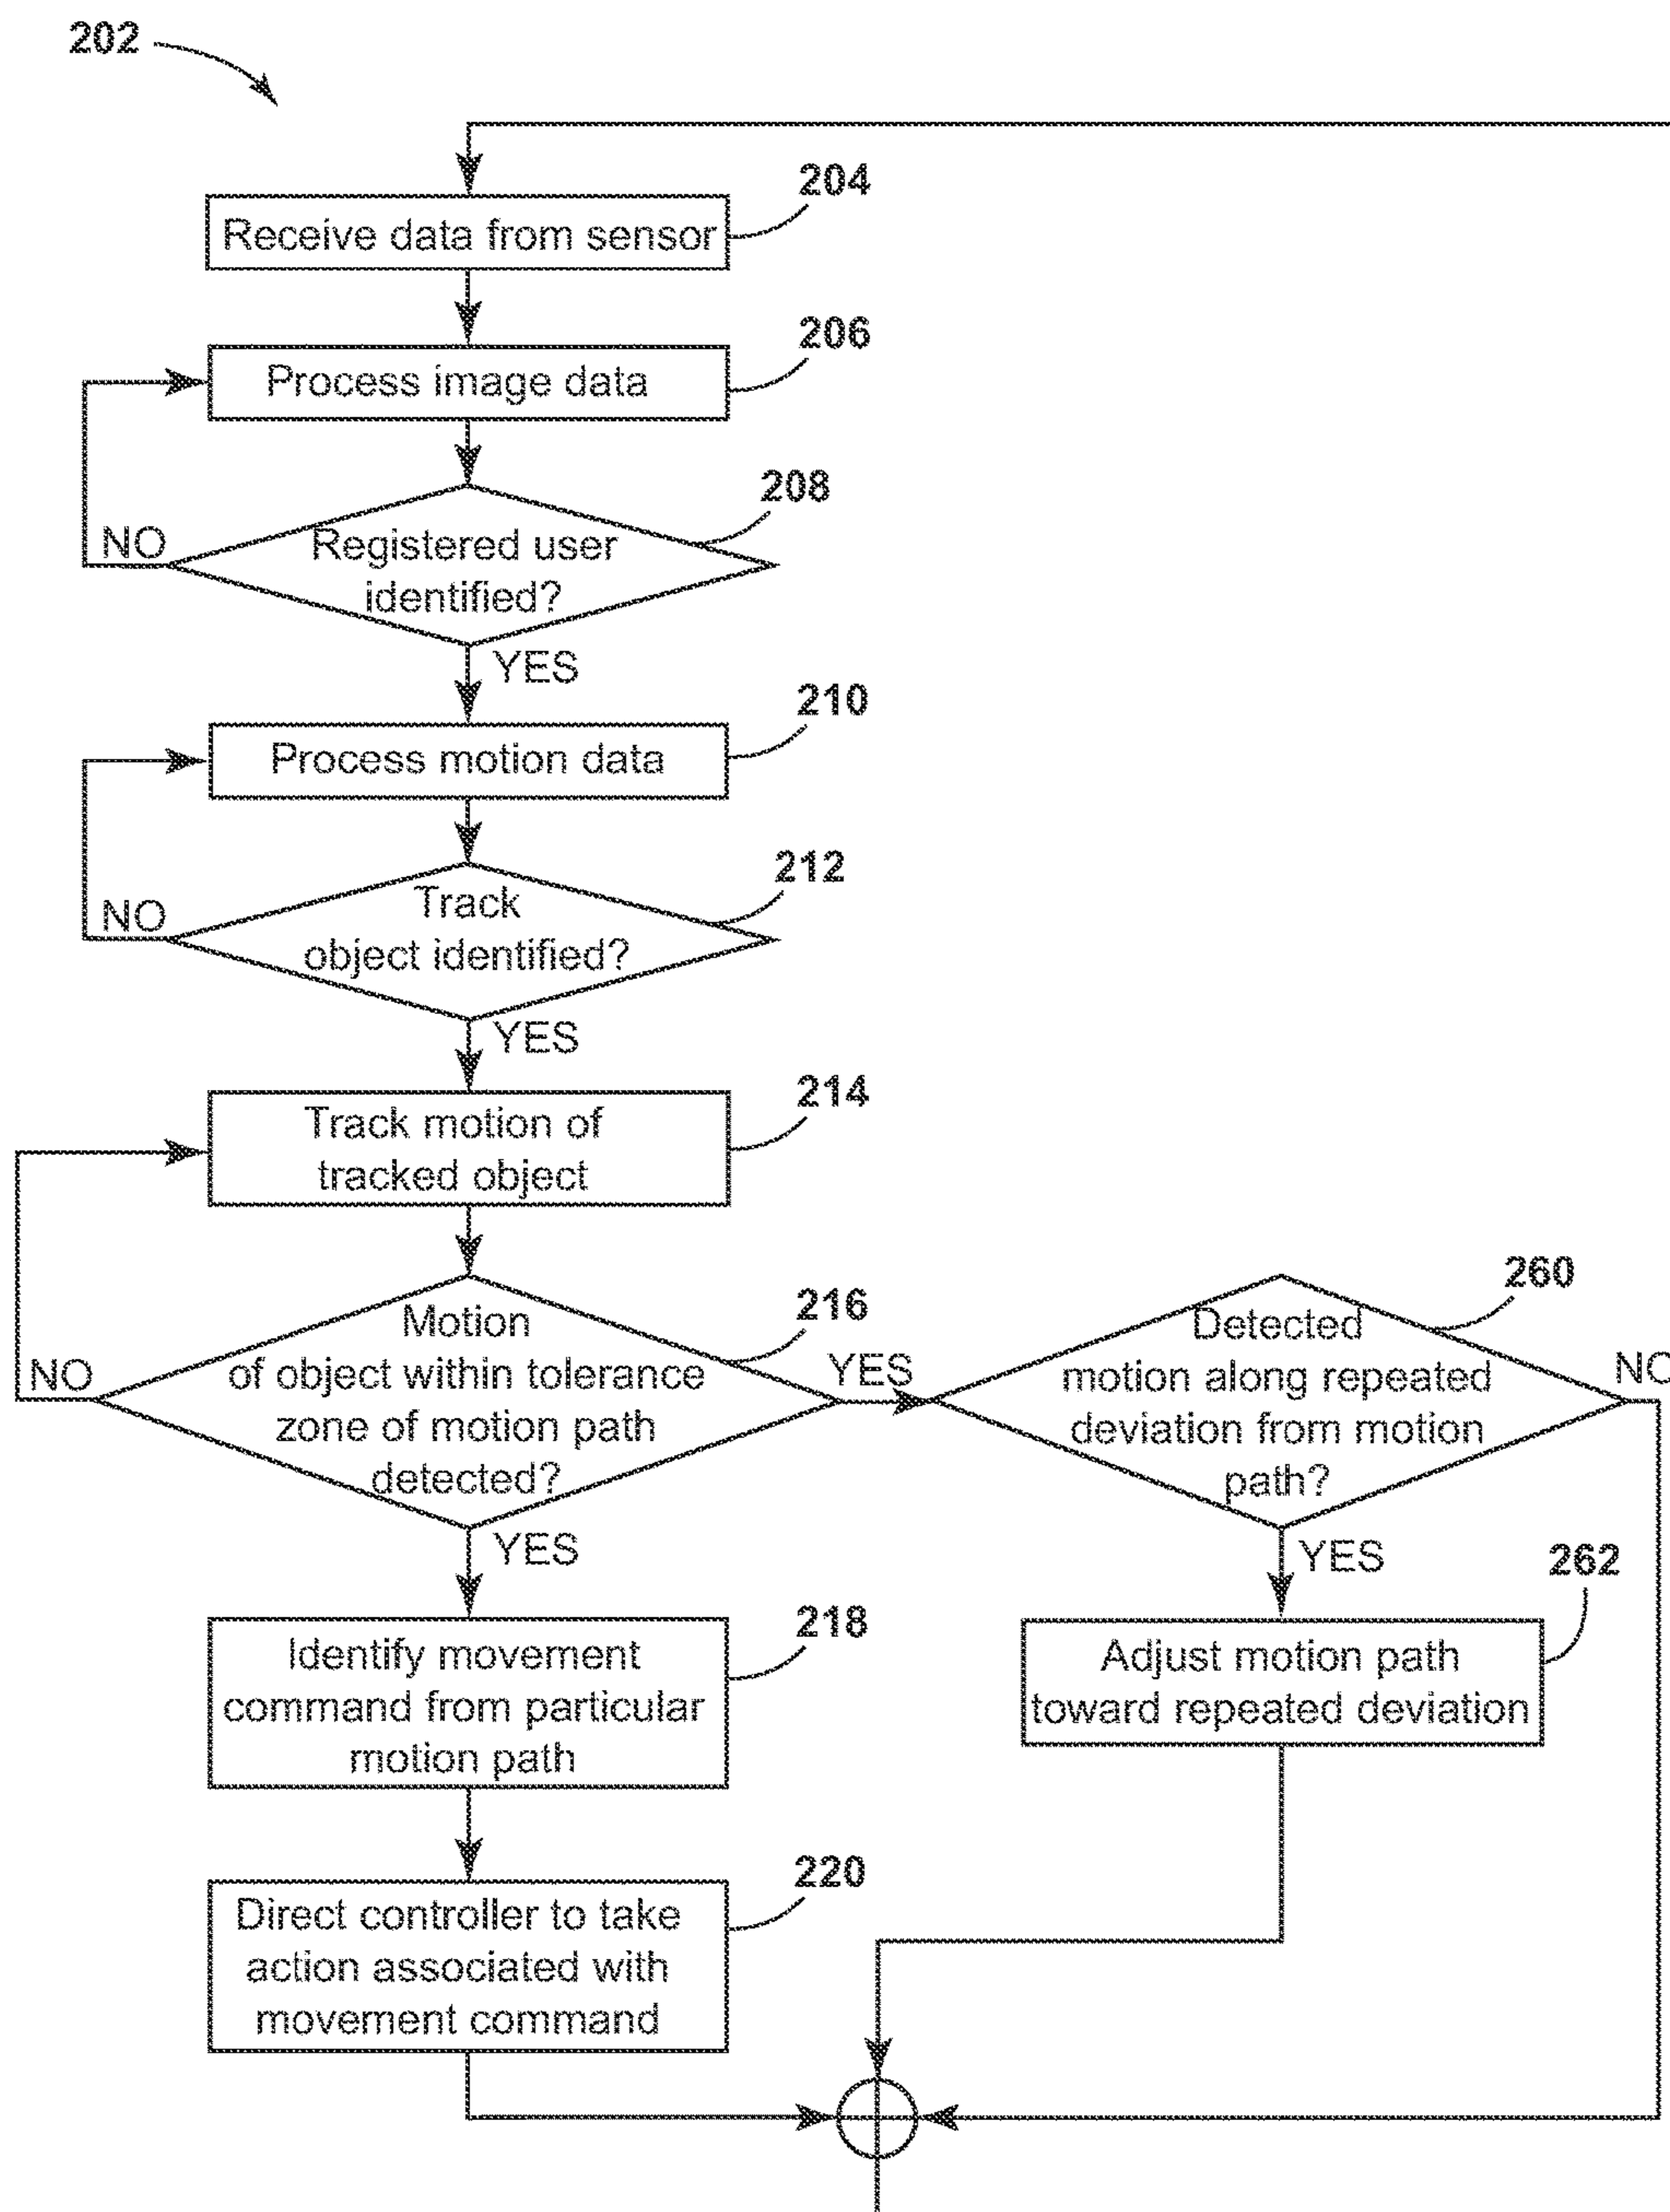 202
204
Receive data from sensor
206
Process image data
208
NO
Registered user
identified?
YES
210
Process motion data
212
NO
Track
object identified?
YES
214
Track motion of
tracked object
216
NO
Motion
of object within tolerance
zone of motion path
detected?
YES
260
Detected
motion along repeated
deviation from motion
path?
NO
YES
218
Identify movement
command from particular
motion path
YES
262
Adjust motion path
toward repeated deviation
220
Direct controller to take
action associated with
movement command